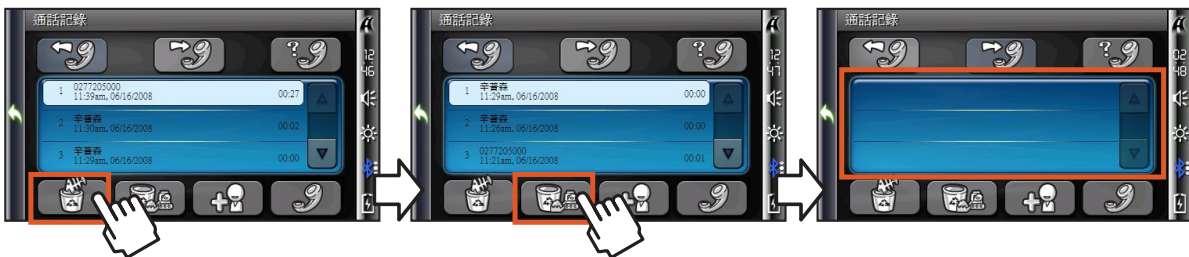 通話記錄
12
46
1 0277205000 00:27
11:39am, 06/16/2008
2 辛普森 00:02
11:30am, 06/16/2008
3 辛普森 00:00
11:29am, 06/16/2008
通話記錄
12
47
1 辛普森 00:00
11:29am, 06/16/2008
2 辛普森 00:00
11:26am, 06/16/2008
3 0277205000 00:01
11:21am, 06/16/2008
通話記錄
02
48